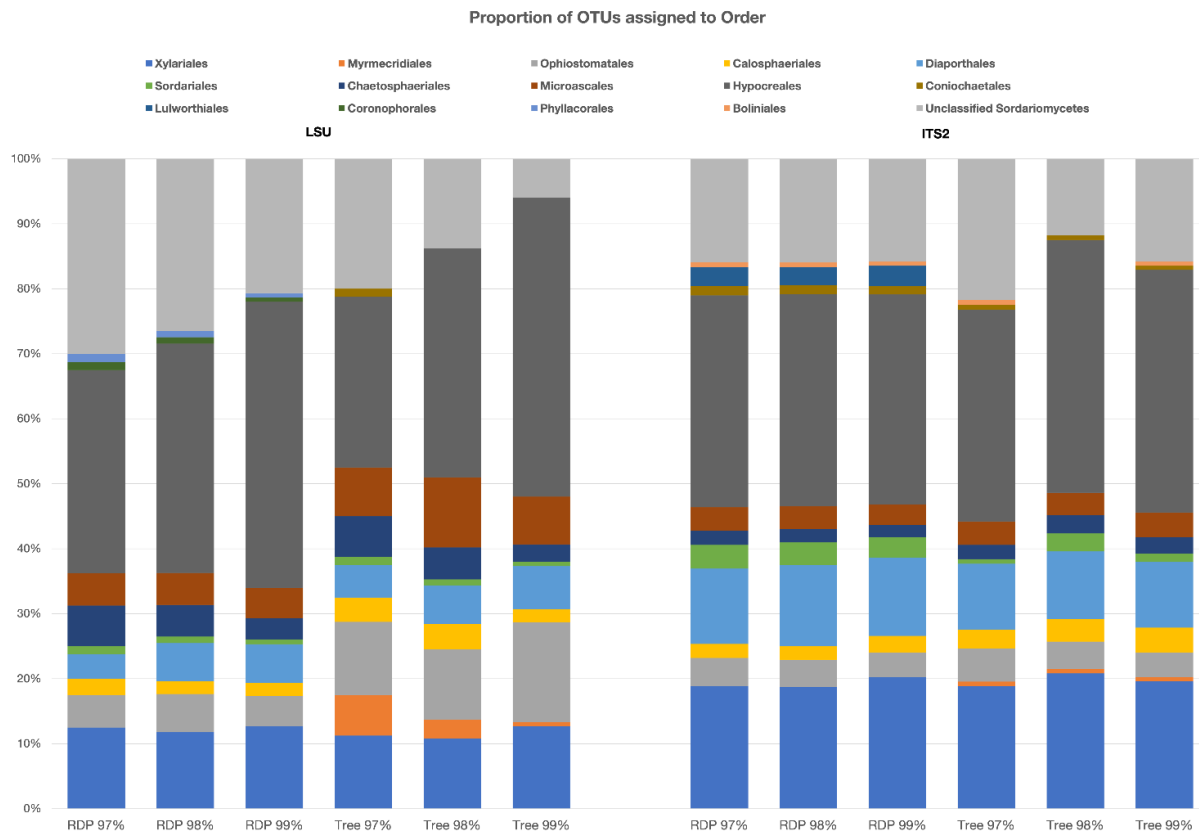 Proportion of OTUs assigned to Order
Xylariales Myrmecridiales Ophiostomatales Calosphaeriales Diaporthales
Sordariales Chaetosphaeriales Microascales Hypocreales Coniochaetales
Lulworthiales Coronophorales Phyllacorales Boliniales Unclassified Sordariomycetes
LSU ITS2
100%
90%
80%
70%
60%
50%
40%
30%
20%
10%
0%
RDP 97% RDP 98% RDP 99% Tree 97% Tree 98% Tree 99% RDP 97% RDP 98% RDP 99% Tree 97% Tree 98% Tree 99%